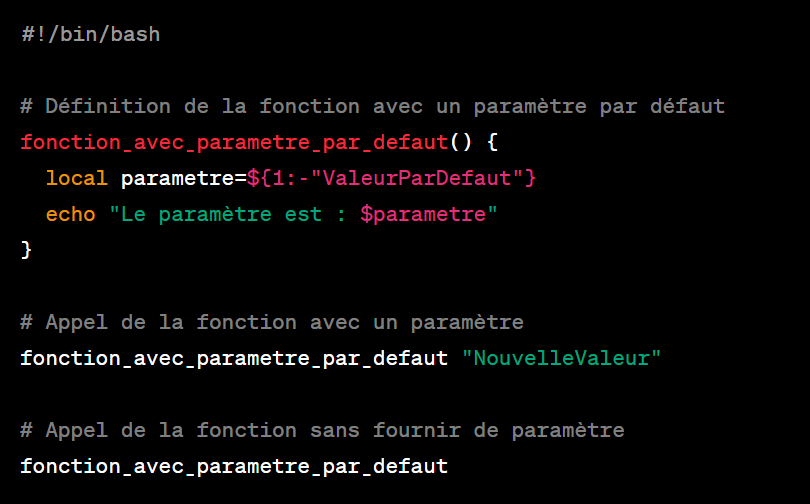 #!/bin/bash
# Définition de la fonction avec un paramètre par défaut
fonction_avec_parametre_par_defaut() {
local parametre=${1:-"ValeurParDefaut"}
echo "Le paramètre est : $parametre"
}
# Appel de la fonction avec un paramètre
fonction_avec_parametre_par_defaut "NouvelleValeur"
# Appel de la fonction sans fournir de paramètre
fonction_avec_parametre_par_defaut